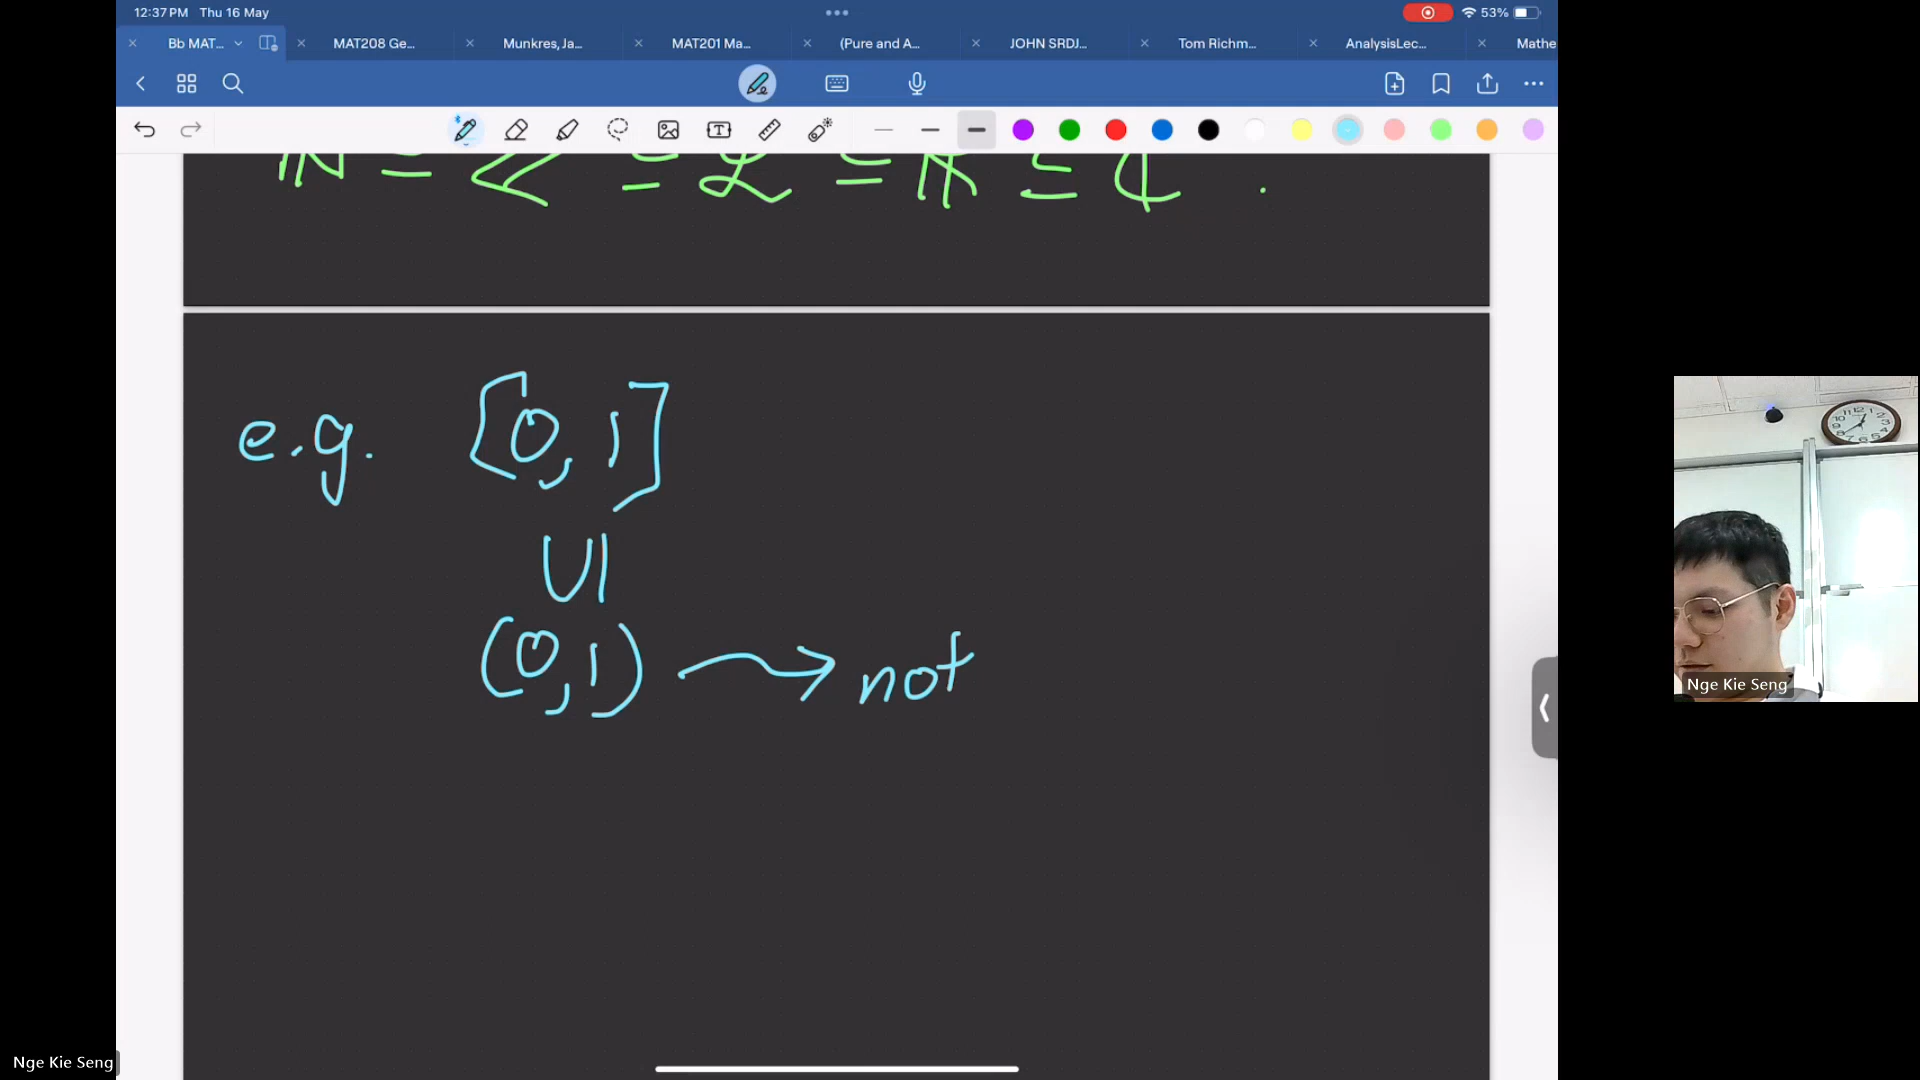 12:37 PM Thu 16 May
53%
Bb MAT...
MAT208 Ge...
Munkres, Ja...
MAT201 Ma...
(Pure and A...
JOHN SRDJ...
Tom Richm...
AnalysisLec...
Mathe
e.g. [0, 1]
⊆
(0, 1) ⇝ not
Nge Kie Seng
Nge Kie Seng